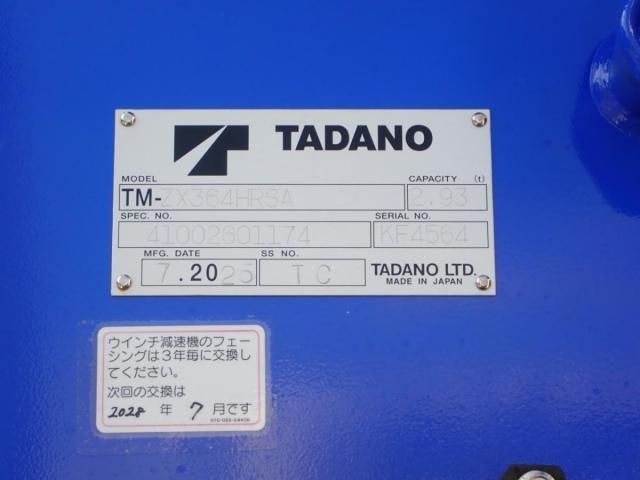 TADANO
MODEL
CAPACITY (t)
TM-ZX364HRSA
2.93
SPEC. NO.
SERIAL NO.
41002601174
KF4564
MFG. DATE
SS NO.
7.2025
TC
TADANO LTD.
MADE IN JAPAN
ウインチ減速機のフェー
シングは3年毎に交換し
てください。
次回の交換は
2028 年 7 月です